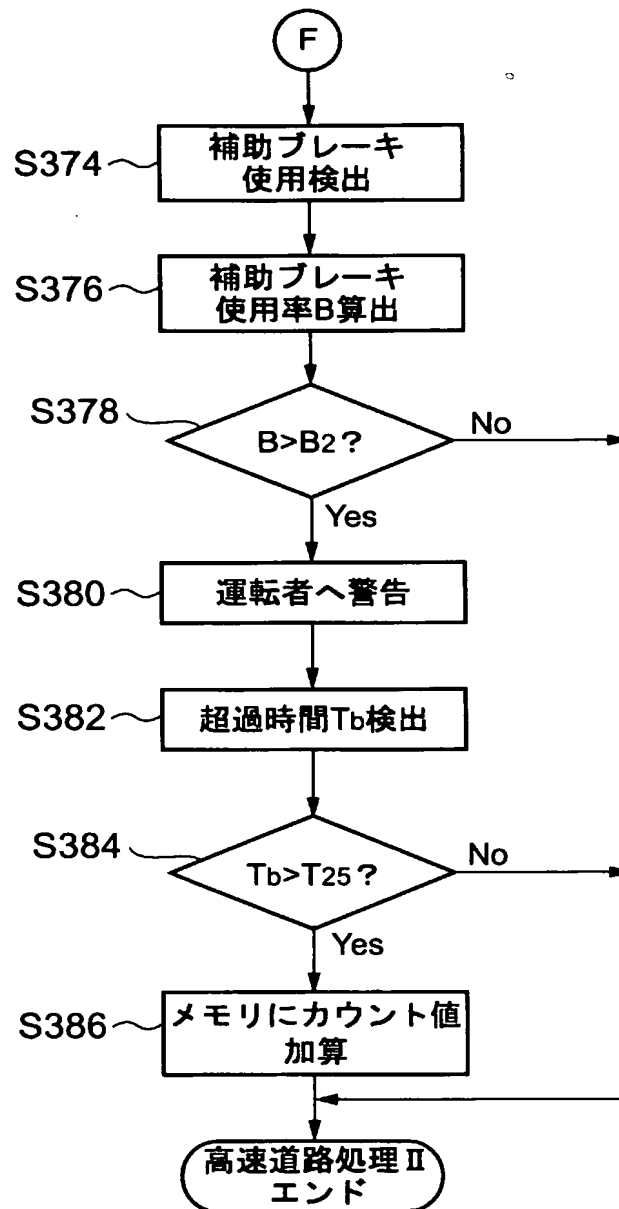 F
S374
補助ブレーキ
使用検出
S376
補助ブレーキ
使用率B算出
S378
B>B2?
No
Yes
S380
運転者へ警告
S382
超過時間Tb検出
S384
Tb>T25?
No
Yes
S386
メモリにカウント値
加算
高速道路処理Ⅱ
エンド